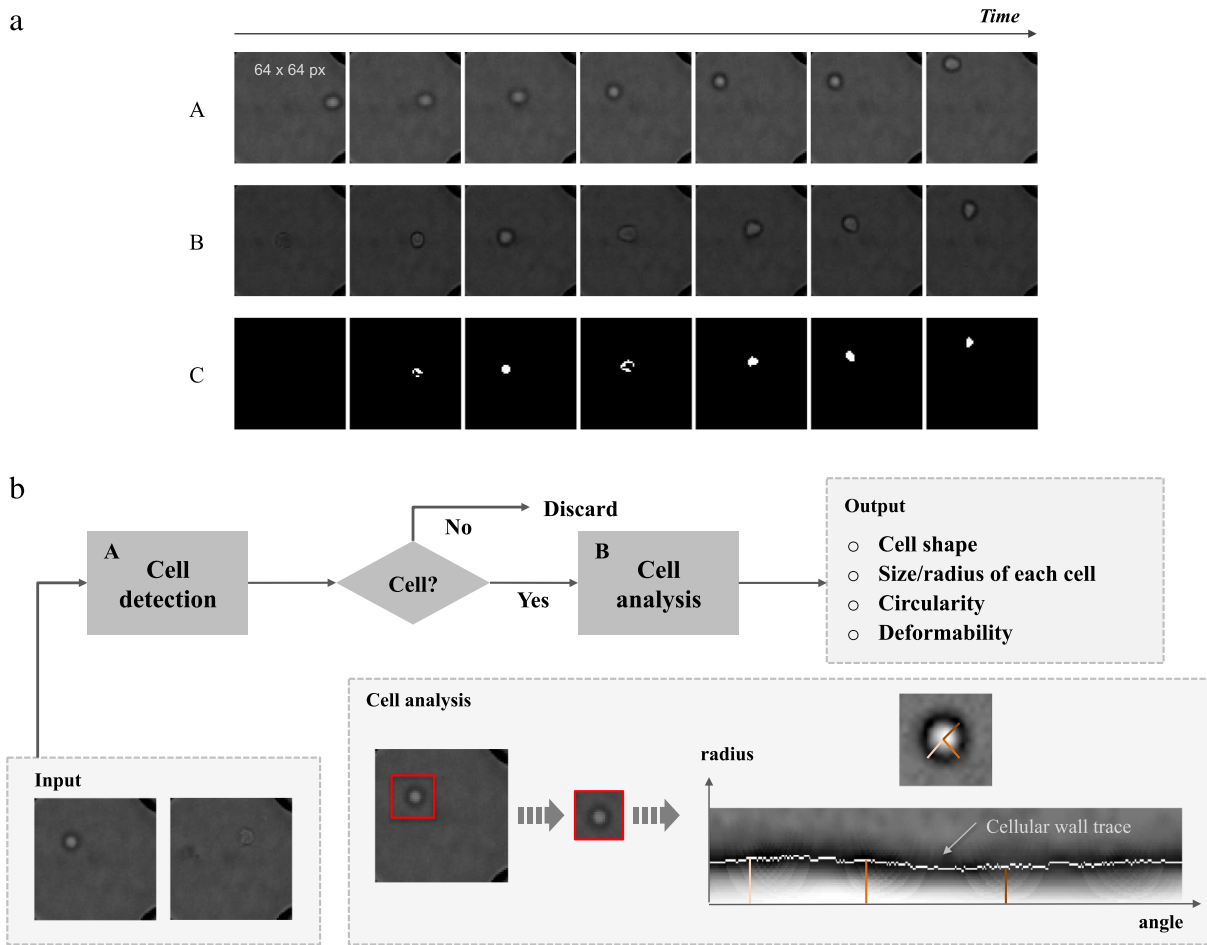 a
Time
64 x 64 px
A
B
C
b
A
Cell
detection
Cell?
No
Discard
Yes
B
Cell
analysis
Output
Cell shape
Size/radius of each cell
Circularity
Deformability
Input
Cell analysis
radius
Cellular wall trace
angle